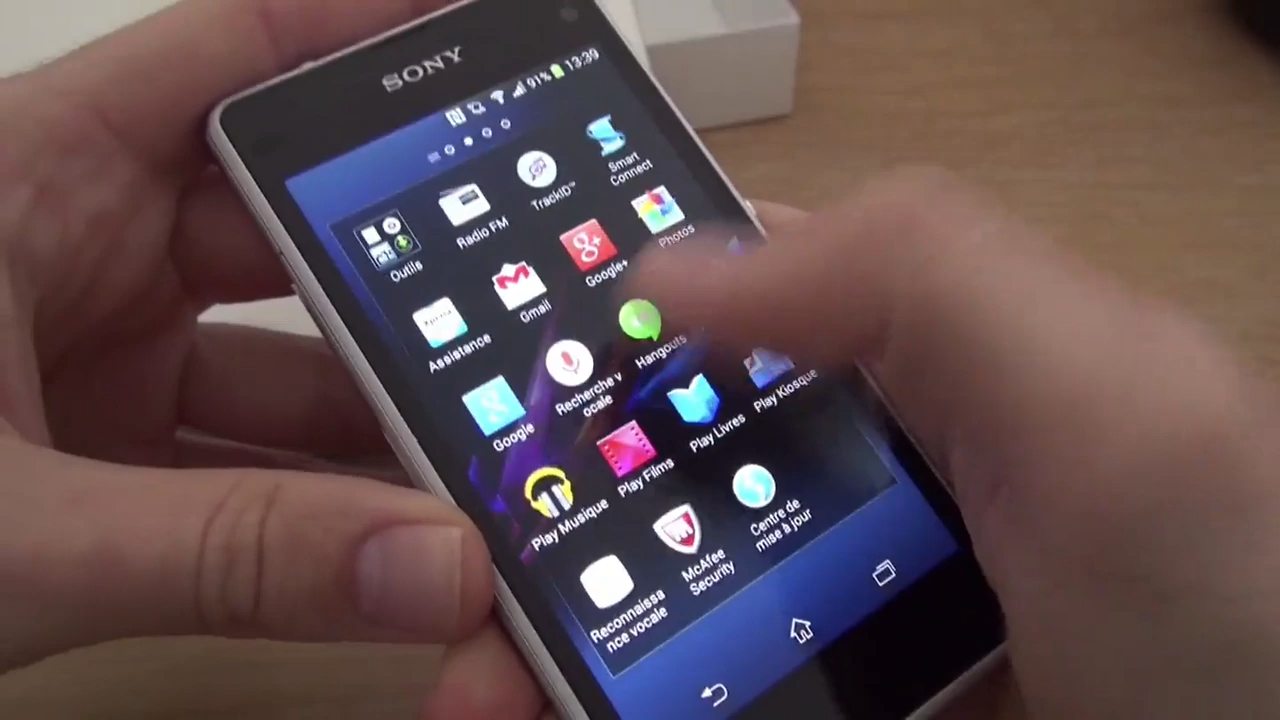 SONY
91% 13:39
Outils
Radio FM
TrackID™
Smart
Connect
Assistance
Gmail
Google+
Photos
Google
Recherche v
ocale
Hangouts
Play Musique
Play Films
Play Livres
Play Kiosque
Reconnaissa
nce vocale
McAfee
Security
Centre de
mise à jour